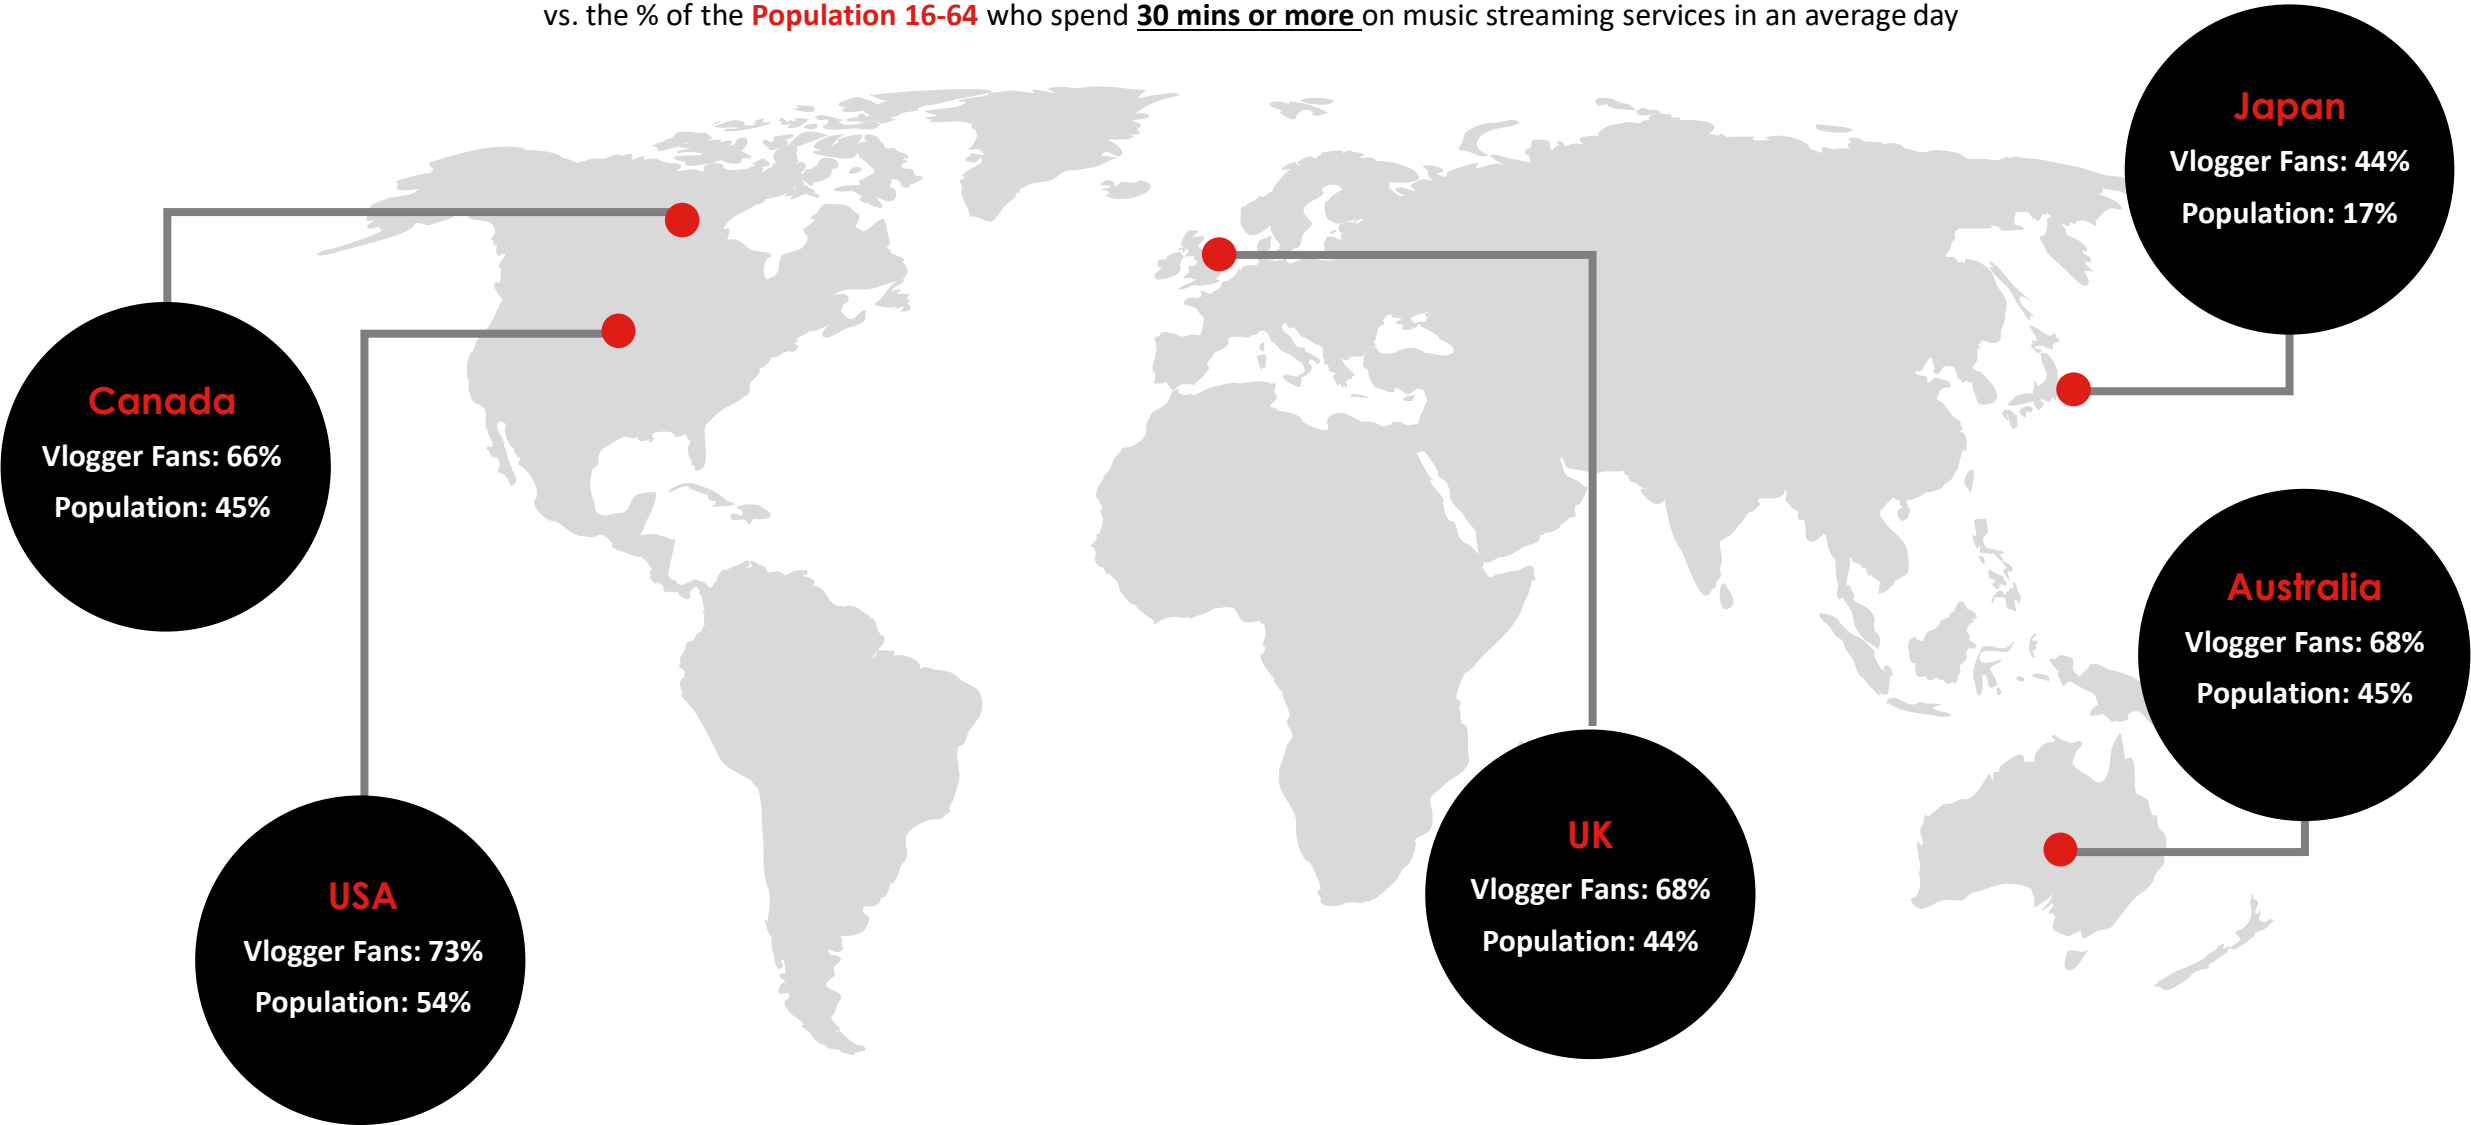 vs. the % of the Population 16-64 who spend 30 mins or more on music streaming services in an average day
Japan
Vlogger Fans: 44%
Population: 17%
Canada
Vlogger Fans: 66%
Population: 45%
Australia
Vlogger Fans: 68%
Population: 45%
UK
Vlogger Fans: 68%
Population: 44%
USA
Vlogger Fans: 73%
Population: 54%